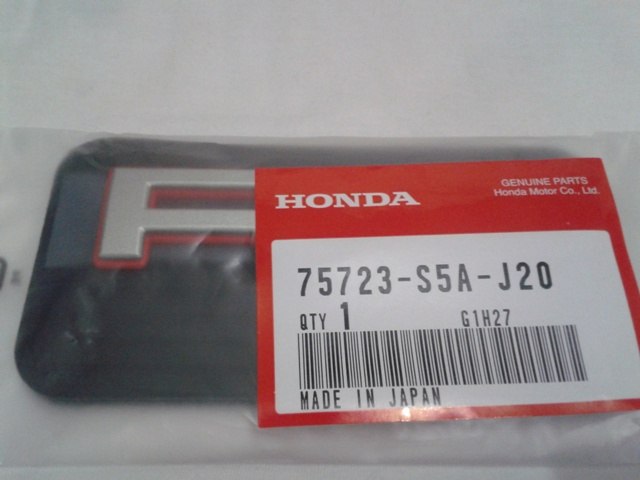 HONDA
GENUINE PARTS
Honda Motor Co., Ltd.
75723-S5A-J20
QTY 1 G1H27
MADE IN JAPAN